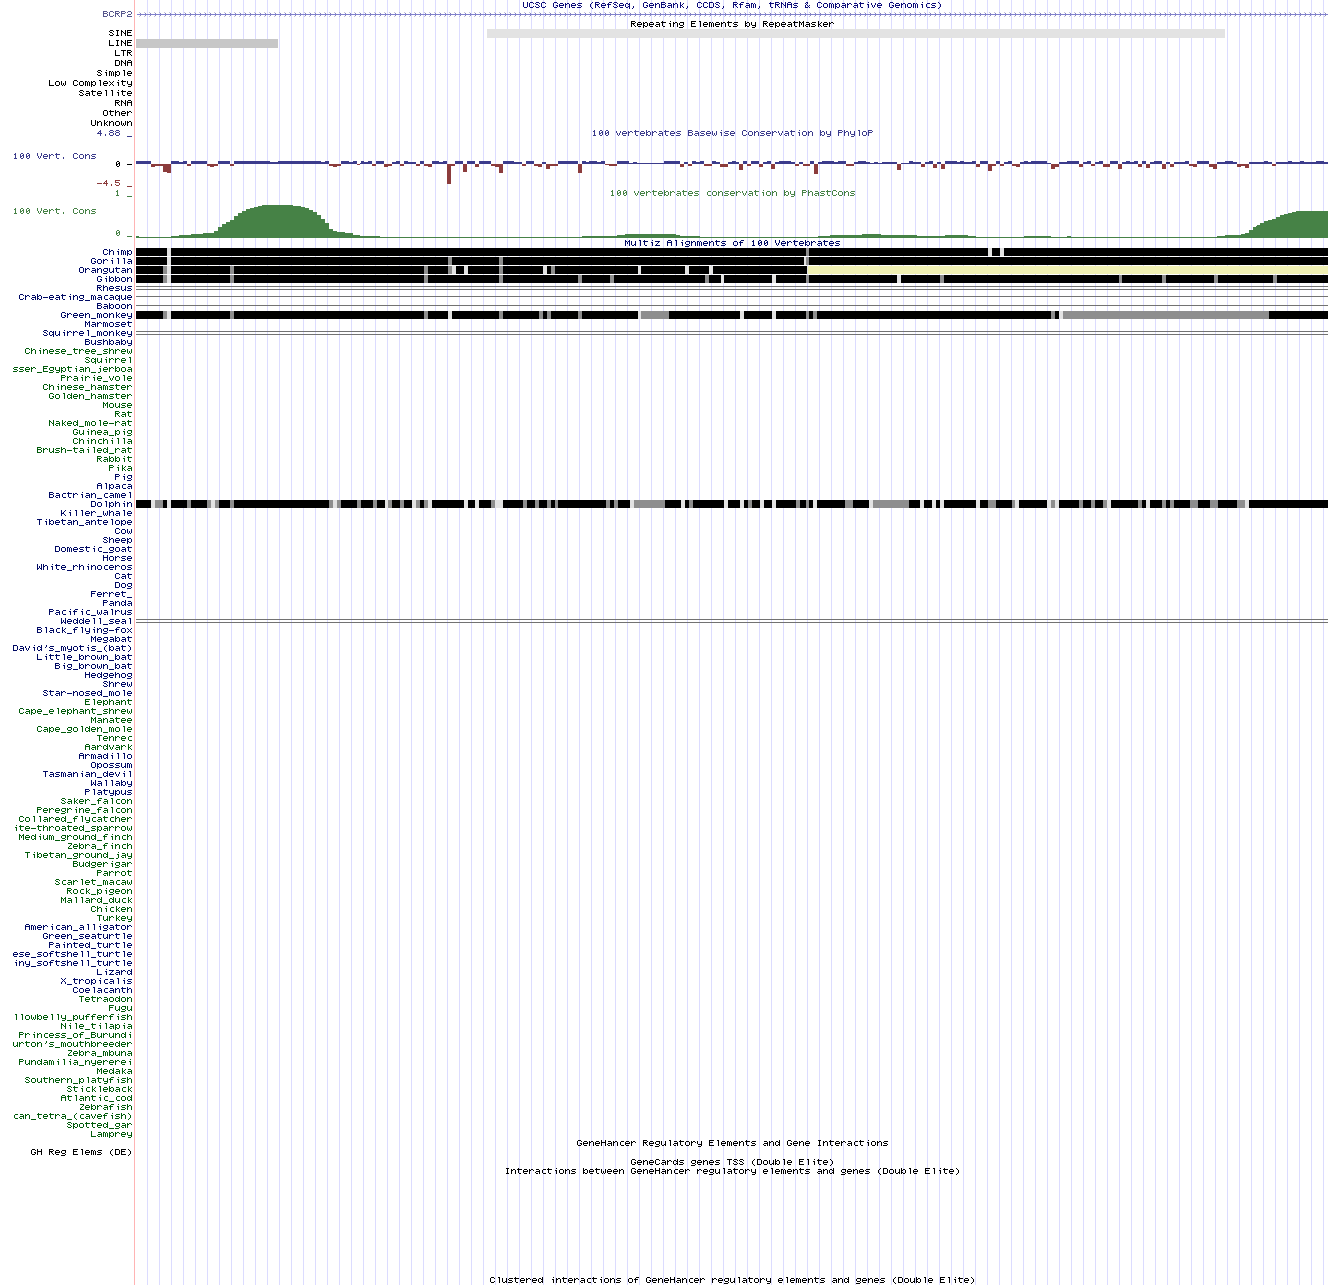 UCSC Genes (RefSeq, GenBank, CCDS, Rfam, tRNAs & Comparative Genomics)
BCRP2
Repeating Elements by RepeatMasker
SINE
LINE
LTR
DNA
Simple
Low Complexity
Satellite
RNA
Other
Unknown
4.88 _
100 vertebrates Basewise Conservation by PhyloP
100 Vert. Cons
0 _
-4.5 _
100 vertebrates conservation by PhastCons
1 _
100 Vert. Cons
0 _
Multiz Alignments of 100 Vertebrates
Chimp
Gorilla
Orangutan
Gibbon
Rhesus
Crab-eating_macaque
Baboon
Green_monkey
Marmoset
Squirrel_monkey
Bushbaby
Chinese_tree_shrew
Squirrel
sser_Egyptian_jerboa
Prairie_vole
Chinese_hamster
Golden_hamster
Mouse
Rat
Naked_mole-rat
Guinea_pig
Chinchilla
Brush-tailed_rat
Rabbit
Pika
Pig
Alpaca
Bactrian_camel
Dolphin
Killer_whale
Tibetan_antelope
Cow
Sheep
Domestic_goat
Horse
White_rhinoceros
Cat
Dog
Ferret_
Panda
Pacific_walrus
Weddell_seal
Black_flying-fox
Megabat
David's_myotis_(bat)
Little_brown_bat
Big_brown_bat
Hedgehog
Shrew
Star-nosed_mole
Elephant
Cape_elephant_shrew
Manatee
Cape_golden_mole
Tenrec
Aardvark
Armadillo
Opossum
Tasmanian_devil
Wallaby
Platypus
Saker_falcon
Peregrine_falcon
Collared_flycatcher
ite-throated_sparrow
Medium_ground_finch
Zebra_finch
Tibetan_ground_jay
Budgerigar
Parrot
Scarlet_macaw
Rock_pigeon
Mallard_duck
Chicken
Turkey
American_alligator
Green_seaturtle
Painted_turtle
ese_softshell_turtle
iny_softshell_turtle
Lizard
X_tropicalis
Coelacanth
Tetraodon
Fugu
llowbelly_pufferfish
Nile_tilapia
Princess_of_Burundi
urton's_mouthbreeder
Zebra_mbuna
Pundamilia_nyererei
Medaka
Southern_platyfish
Stickleback
Atlantic_cod
Zebrafish
can_tetra_(cavefish)
Spotted_gar
Lamprey
GeneHancer Regulatory Elements and Gene Interactions
GH Reg Elems (DE)
GeneCards genes TSS (Double Elite)
Interactions between GeneHancer regulatory elements and genes (Double Elite)
Clustered interactions of GeneHancer regulatory elements and genes (Double Elite)